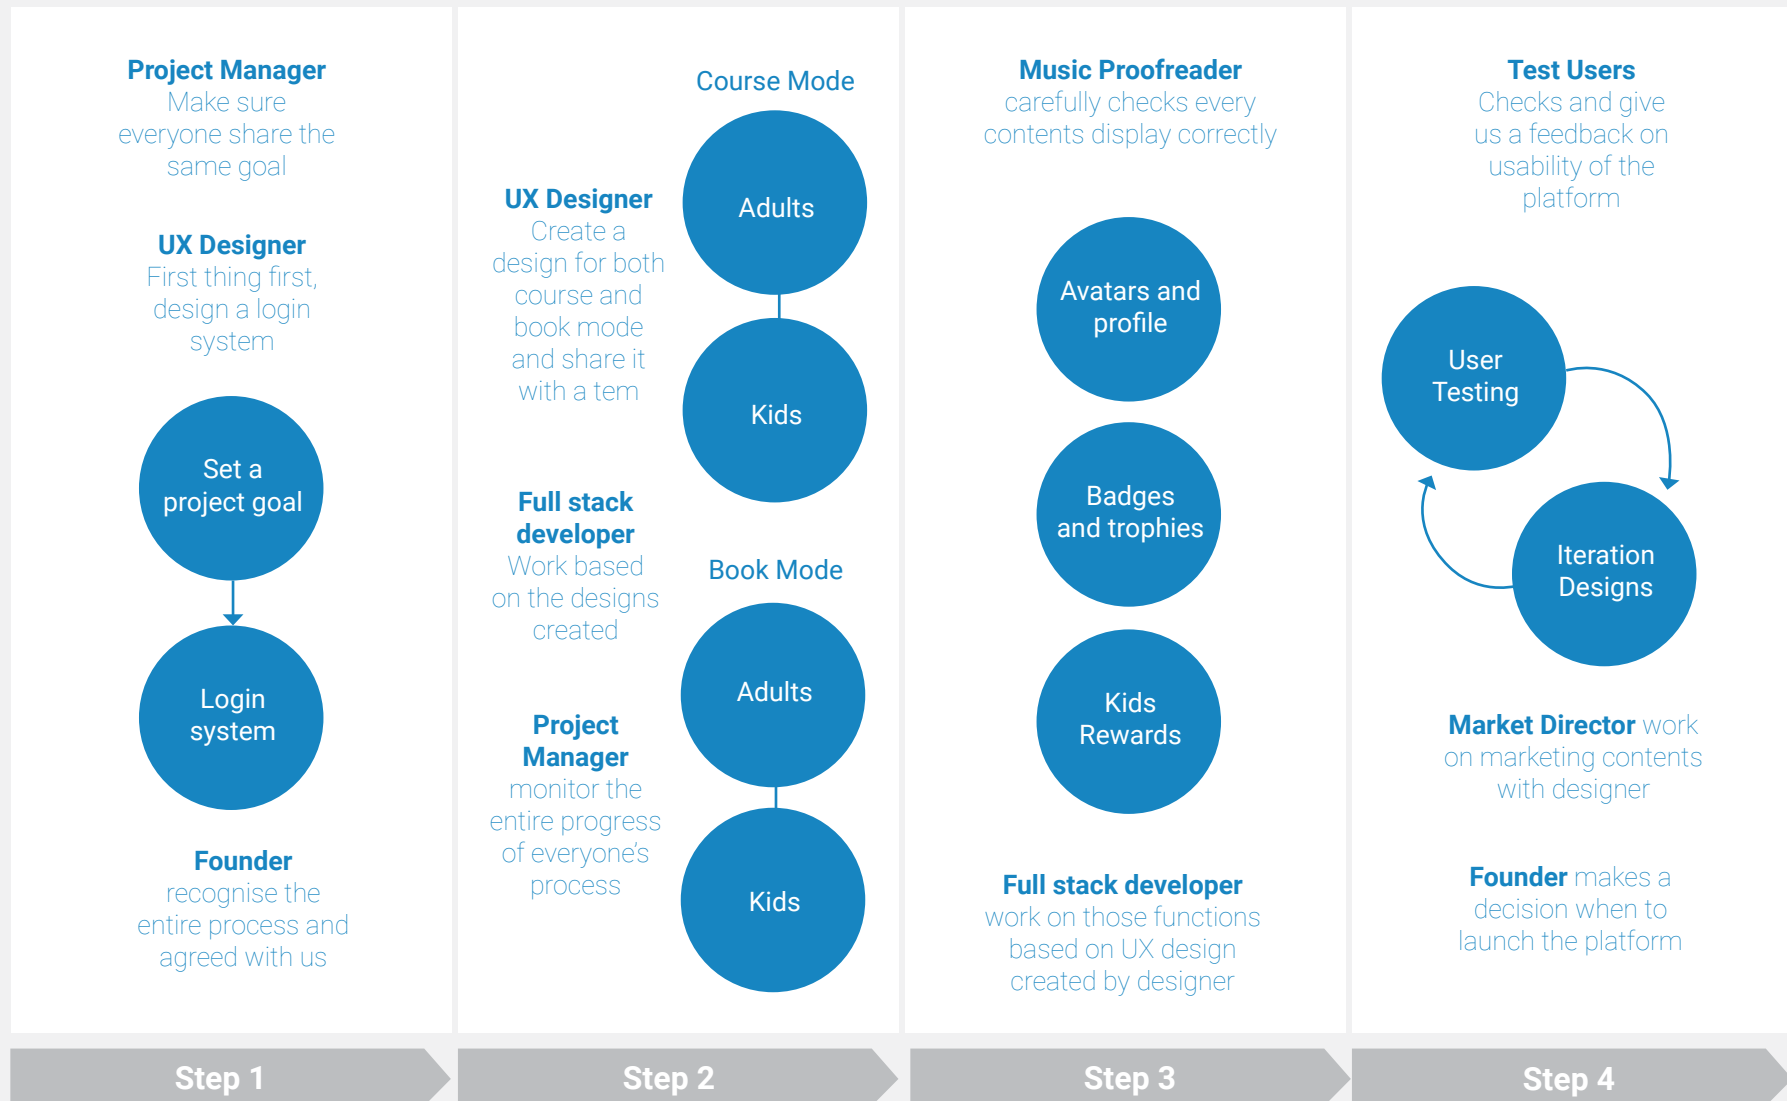 Project Manager
Make sure
everyone share the
same goal
UX Designer
First thing first,
design a login
system
Set a
project goal
Login
system
Founder
recognise the
entire process and
agreed with us
Step 1
Course Mode
Adults
Kids
UX Designer
Create a
design for both
course and
book mode
and share it
with a tem
Full stack
developer
Work based
on the designs
created
Book Mode
Adults
Kids
Project
Manager
monitor the
entire progress
of everyone's
process
Step 2
Music Proofreader
carefully checks every
contents display correctly
Avatars and
profile
Badges
and trophies
Kids
Rewards
Full stack developer
work on those functions
based on UX design
created by designer
Step 3
Test Users
Checks and give
us a feedback on
usability of the
platform
User
Testing
Iteration
Designs
Market Director work
on marketing contents
with designer
Founder makes a
decision when to
launch the platform
Step 4